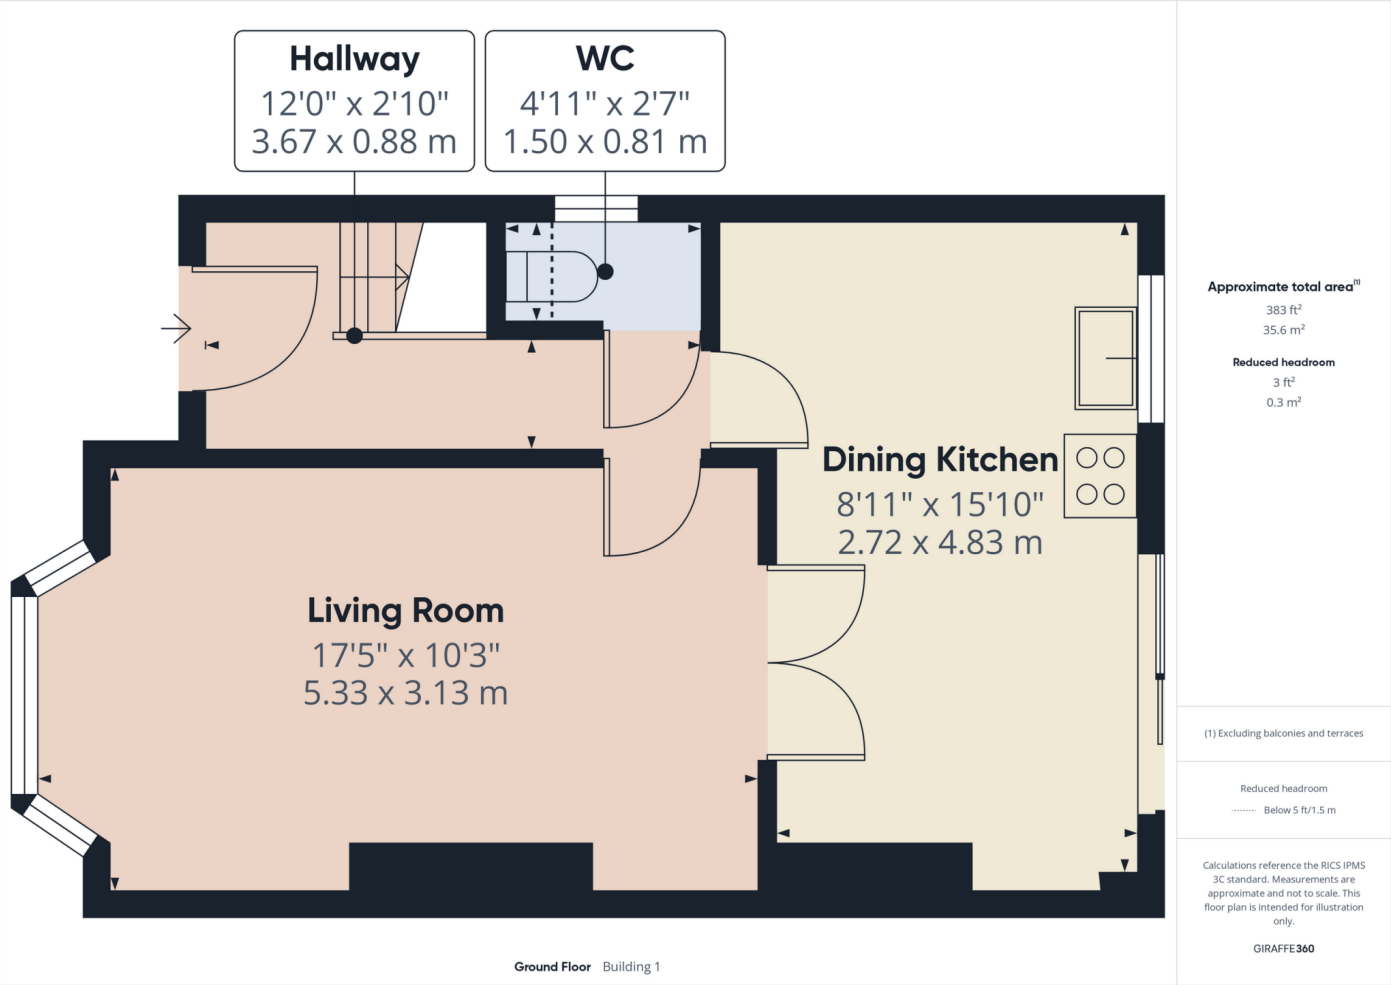 Hallway
12'0" x 2'10"
3.67 x 0.88 m
WC
4'11" x 2'7"
1.50 x 0.81 m
Dining Kitchen
8'11" x 15'10"
2.72 x 4.83 m
Living Room
17'5" x 10'3"
5.33 x 3.13 m
Ground Floor Building 1
Approximate total area(1)
383 ft²
35.6 m²
Reduced headroom
3 ft²
0.3 m²
(1) Excluding balconies and terraces
Reduced headroom
Below 5 ft/1.5 m
Calculations reference the RICS IPMS
3C standard. Measurements are
approximate and not to scale. This
floor plan is intended for illustration
only.
GIRAFFE360